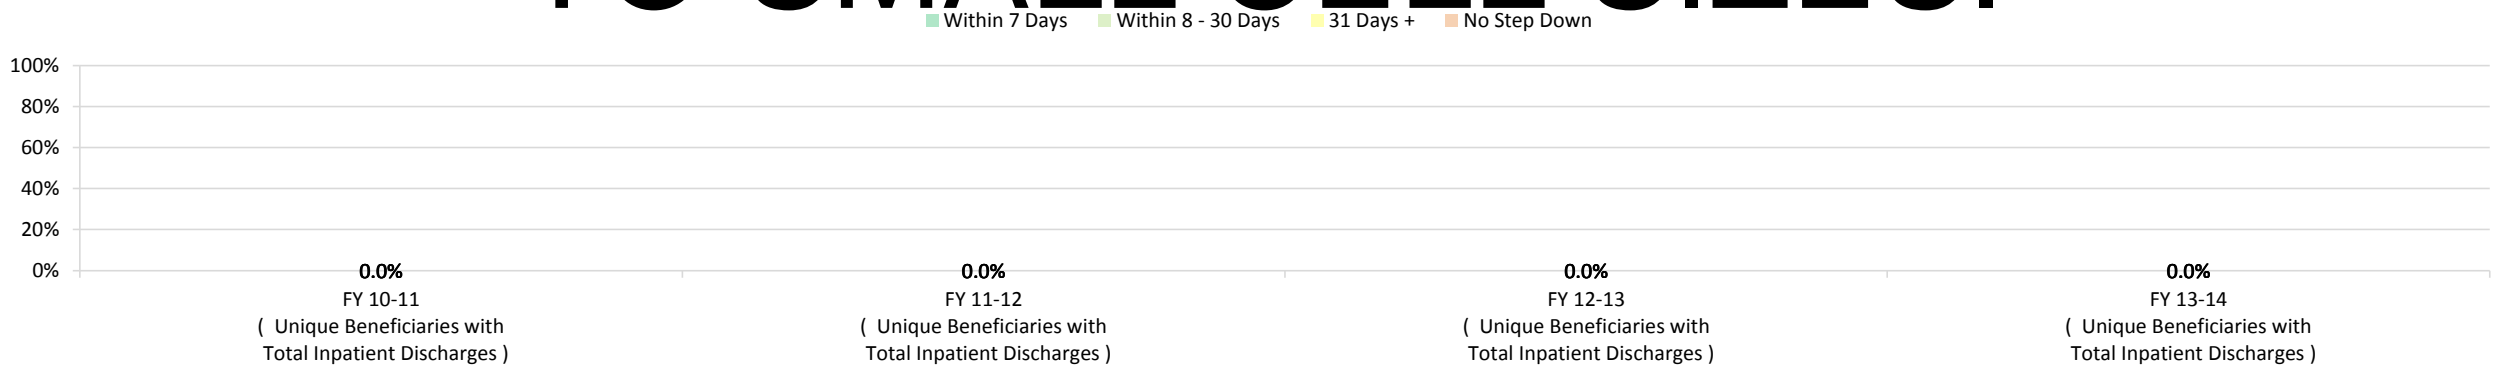 Within 7 Days Within 8 - 30 Days 31 Days + No Step Down
100%
80%
60%
40%
20%
0%
0.0% 0.0% 0.0% 0.0%
FY 10-11 FY 11-12 FY 12-13 FY 13-14
( Unique Beneficiaries with ( Unique Beneficiaries with ( Unique Beneficiaries with ( Unique Beneficiaries with
Total Inpatient Discharges ) Total Inpatient Discharges ) Total Inpatient Discharges ) Total Inpatient Discharges )